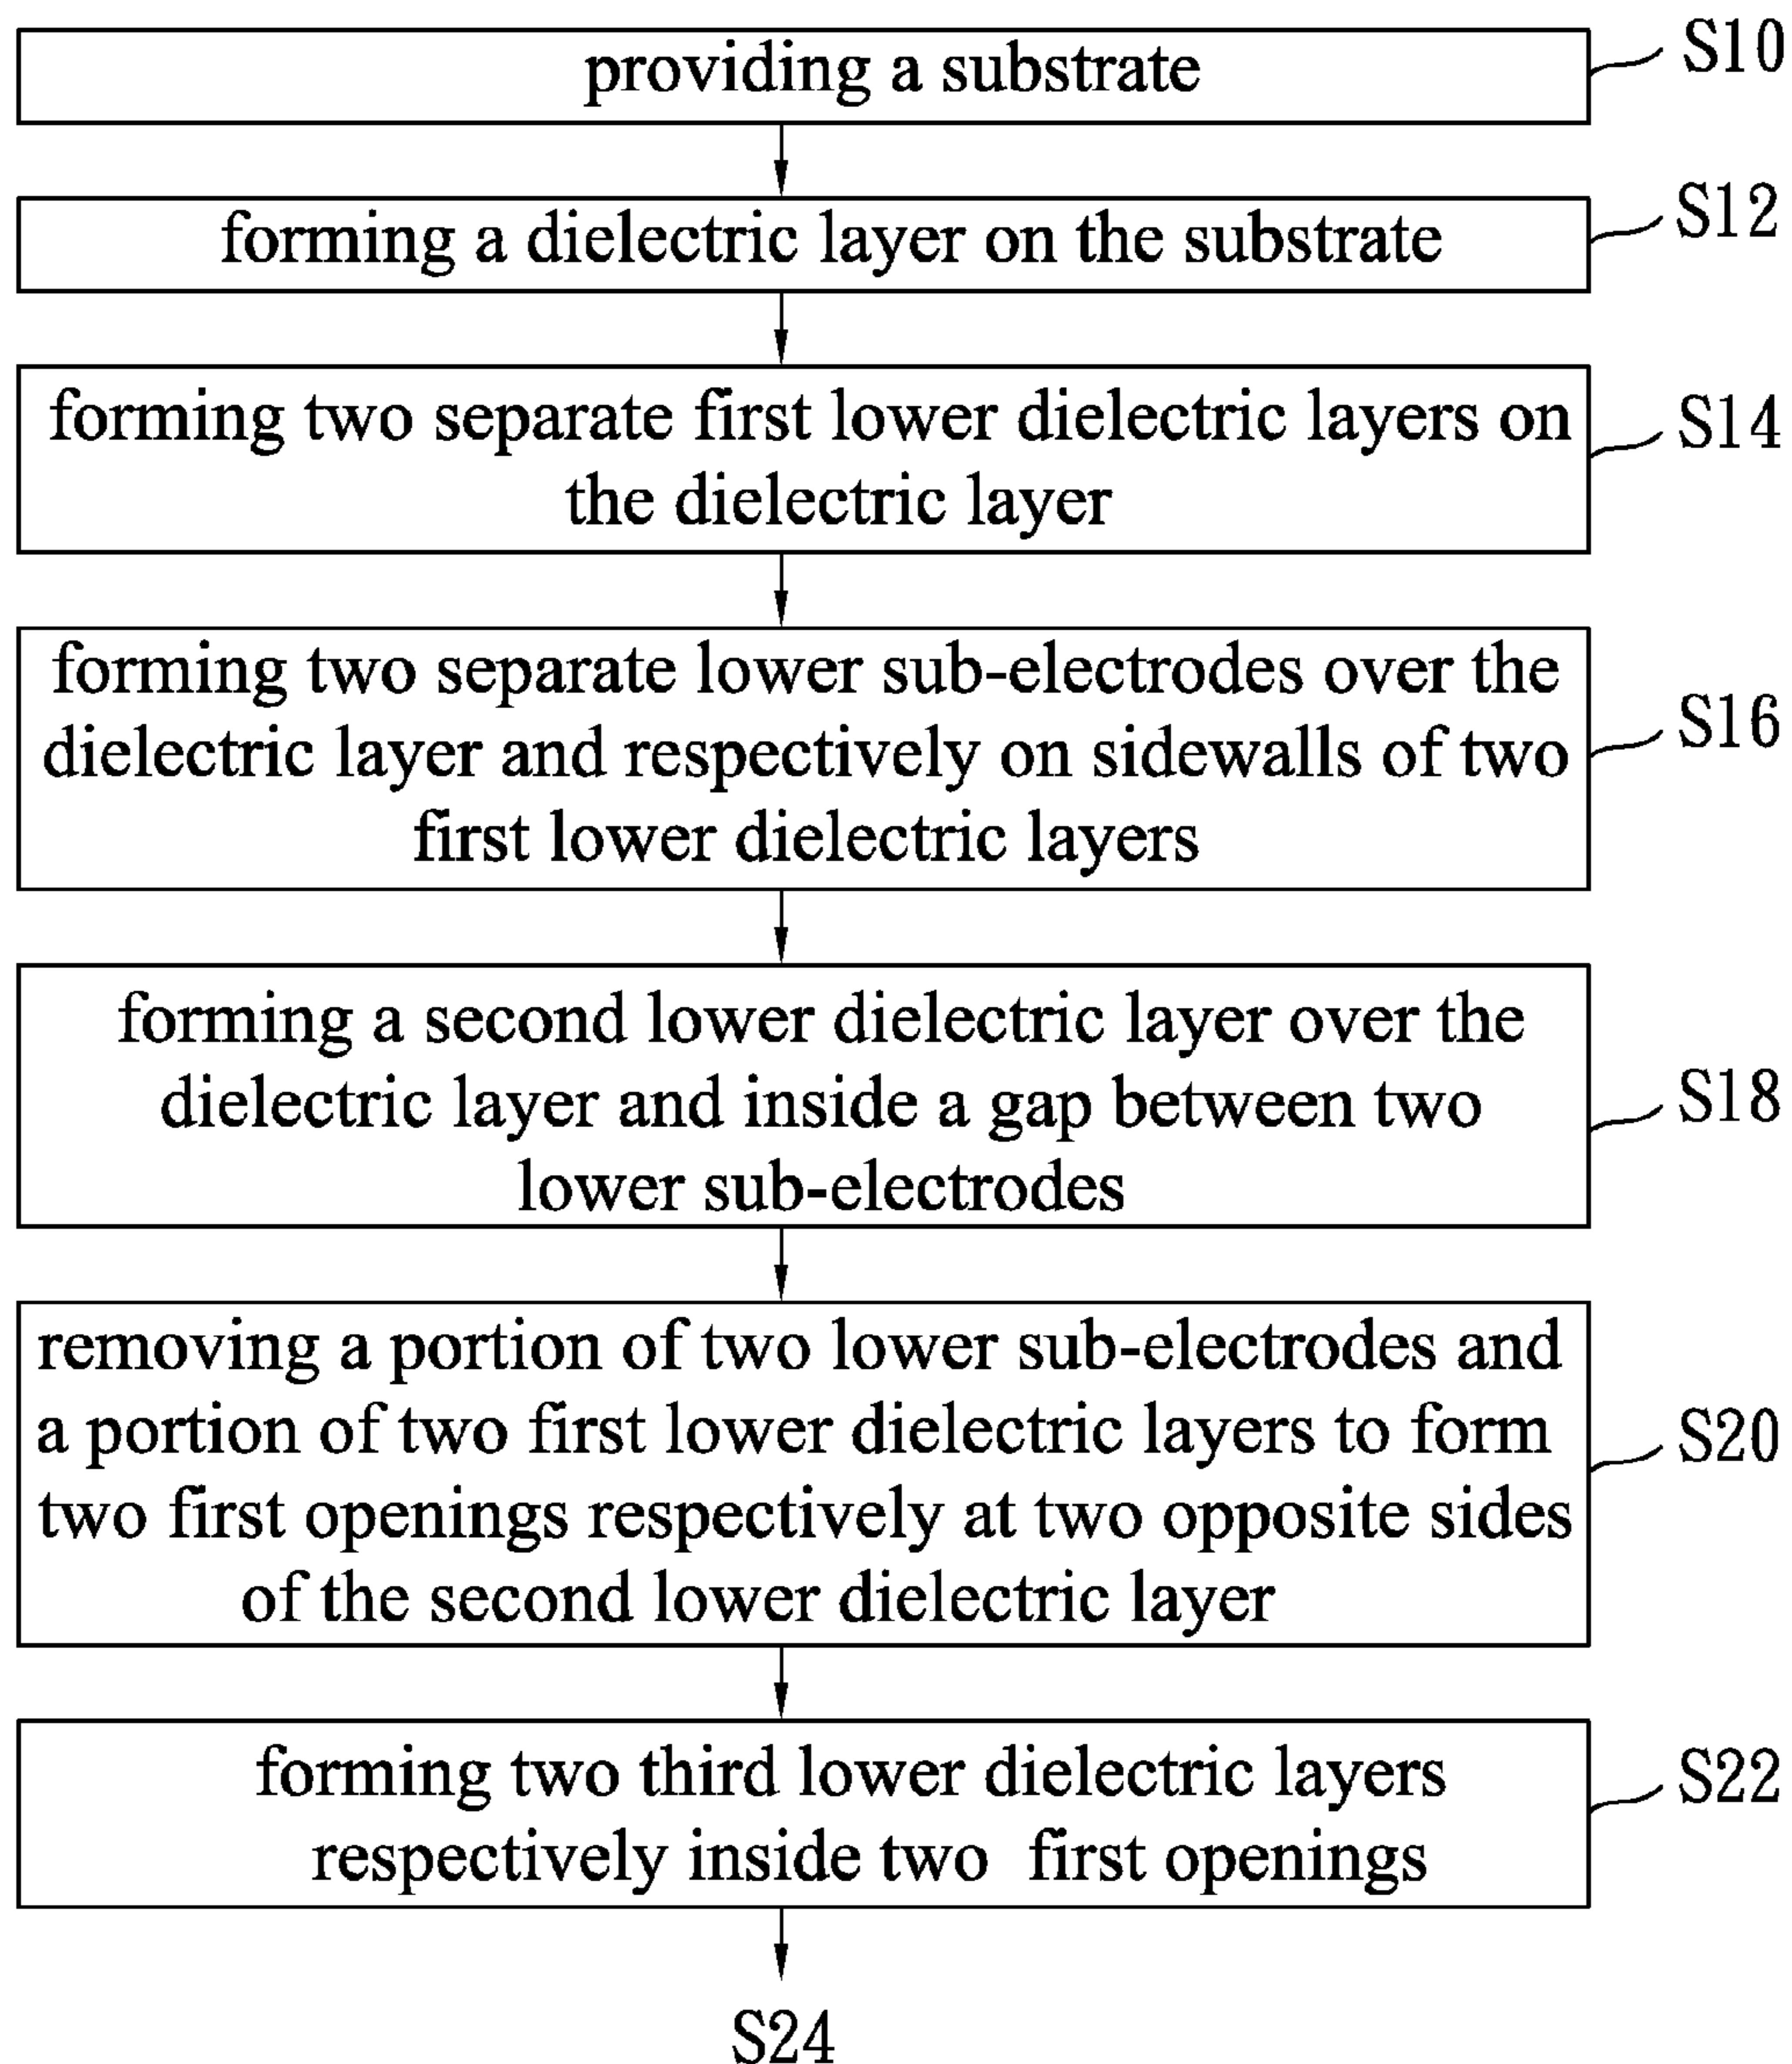 providing a substrate
S10
forming a dielectric layer on the substrate
S12
forming two separate first lower dielectric layers on
the dielectric layer
S14
forming two separate lower sub-electrodes over the
dielectric layer and respectively on sidewalls of two
first lower dielectric layers
S16
forming a second lower dielectric layer over the
dielectric layer and inside a gap between two
lower sub-electrodes
S18
removing a portion of two lower sub-electrodes and
a portion of two first lower dielectric layers to form
two first openings respectively at two opposite sides
of the second lower dielectric layer
S20
forming two third lower dielectric layers
respectively inside two first openings
S22
S24